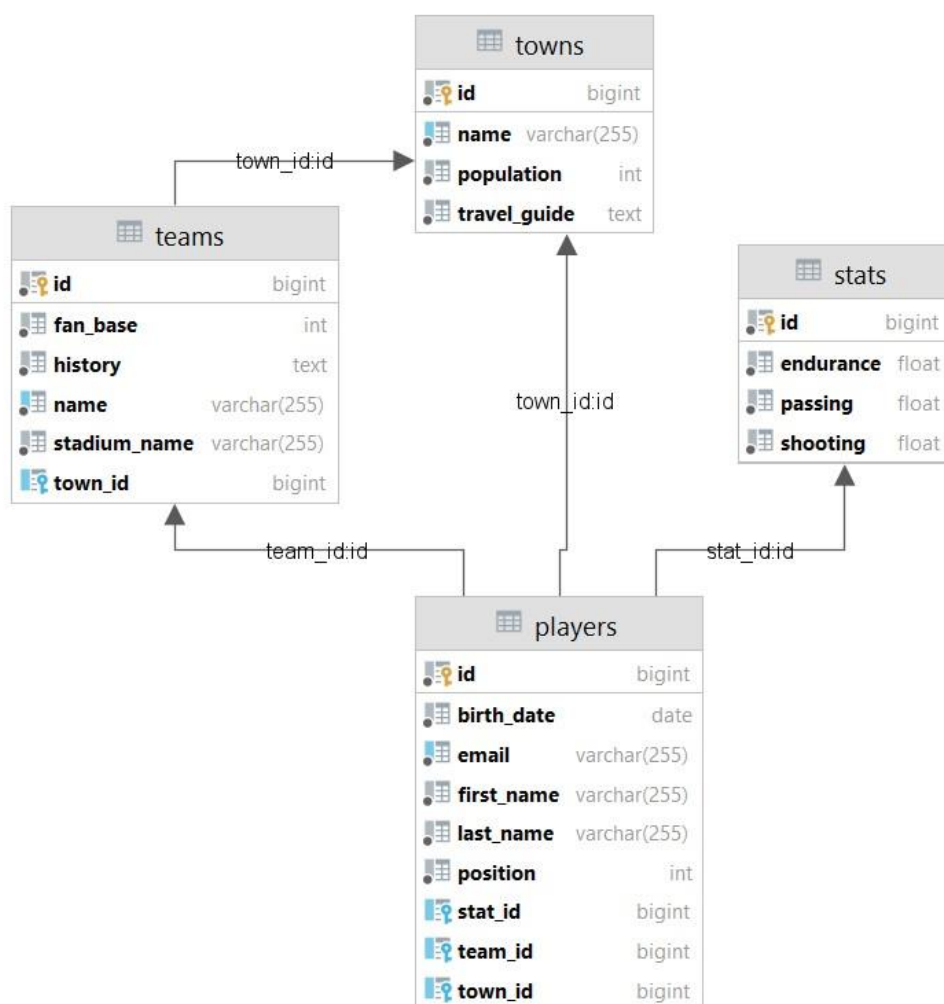 towns
id bigint
name varchar(255)
population int
travel_guide text
town_id:id
teams
id bigint
fan_base int
history text
name varchar(255)
stadium_name varchar(255)
town_id bigint
stats
id bigint
endurance float
passing float
shooting float
town_id:id
team_id:id
stat_id:id
players
id bigint
birth_date date
email varchar(255)
first_name varchar(255)
last_name varchar(255)
position int
stat_id bigint
team_id bigint
town_id bigint